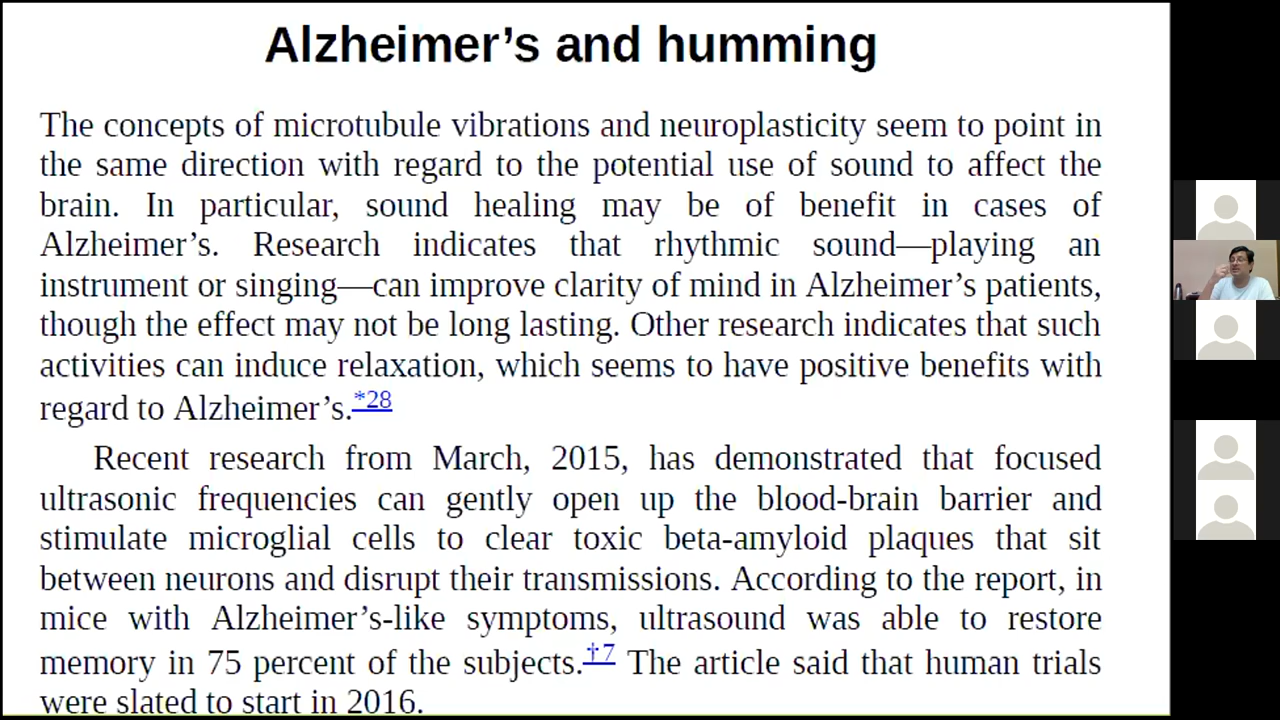 Alzheimer’s and humming
The concepts of microtubule vibrations and neuroplasticity seem to point in
the same direction with regard to the potential use of sound to affect the
brain. In particular, sound healing may be of benefit in cases of
Alzheimer’s. Research indicates that rhythmic sound—playing an
instrument or singing—can improve clarity of mind in Alzheimer’s patients,
though the effect may not be long lasting. Other research indicates that such
activities can induce relaxation, which seems to have positive benefits with
regard to Alzheimer’s.*28
Recent research from March, 2015, has demonstrated that focused
ultrasonic frequencies can gently open up the blood-brain barrier and
stimulate microglial cells to clear toxic beta-amyloid plaques that sit
between neurons and disrupt their transmissions. According to the report, in
mice with Alzheimer’s-like symptoms, ultrasound was able to restore
memory in 75 percent of the subjects.†7 The article said that human trials
were slated to start in 2016.